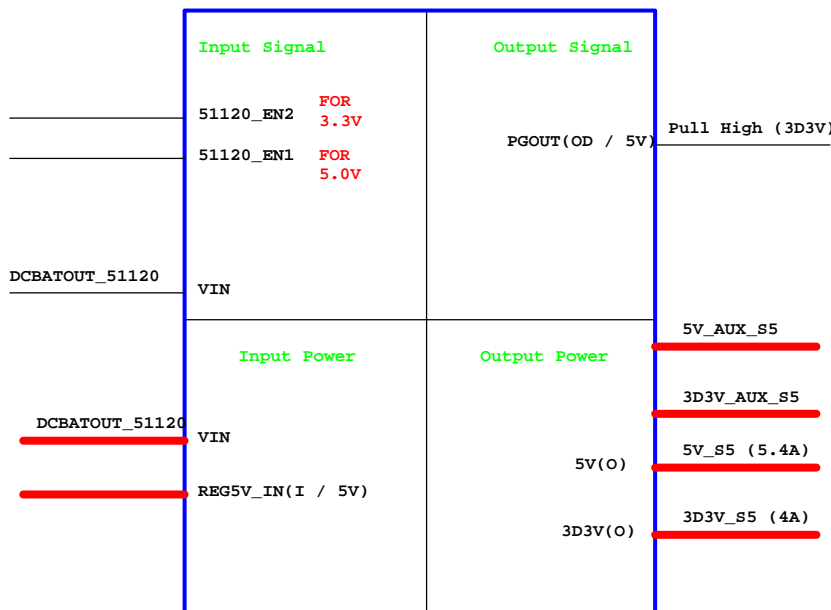 Input Signal
Output Signal
51120_EN2
FOR
3.3V
51120_EN1
FOR
5.0V
PGOUT(OD / 5V)
Pull High (3D3V)
DCBATOUT_51120
VIN
Input Power
Output Power
5V_AUX_S5
3D3V_AUX_S5
DCBATOUT_51120
VIN
5V(O)
5V_S5 (5.4A)
REG5V_IN(I / 5V)
3D3V(O)
3D3V_S5 (4A)